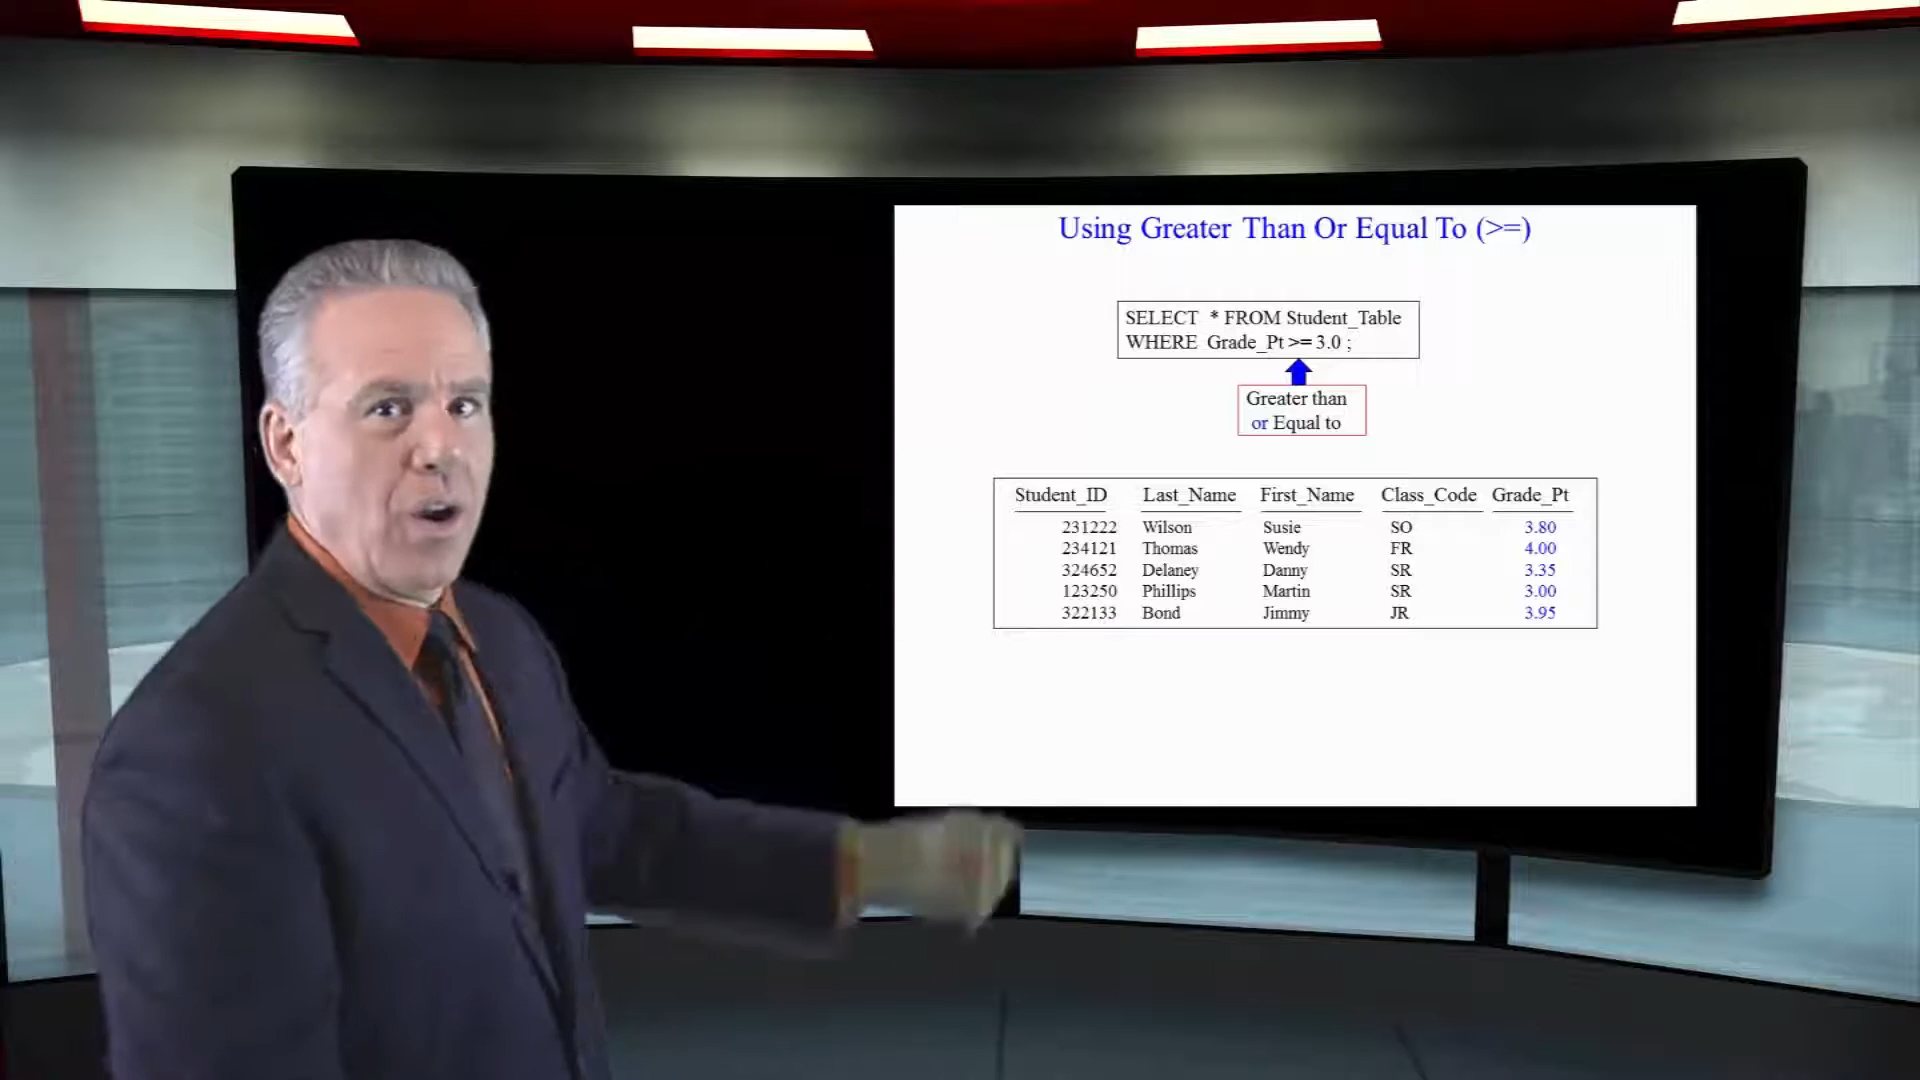 Using Greater Than Or Equal To (>=)
SELECT * FROM Student_Table
WHERE Grade_Pt >= 3.0 ;
Greater than
or Equal to
Student_ID Last_Name First_Name Class_Code Grade_Pt
231222 Wilson Susie SO 3.80
234121 Thomas Wendy FR 4.00
324652 Delaney Danny SR 3.35
123250 Phillips Martin SR 3.00
322133 Bond Jimmy JR 3.95